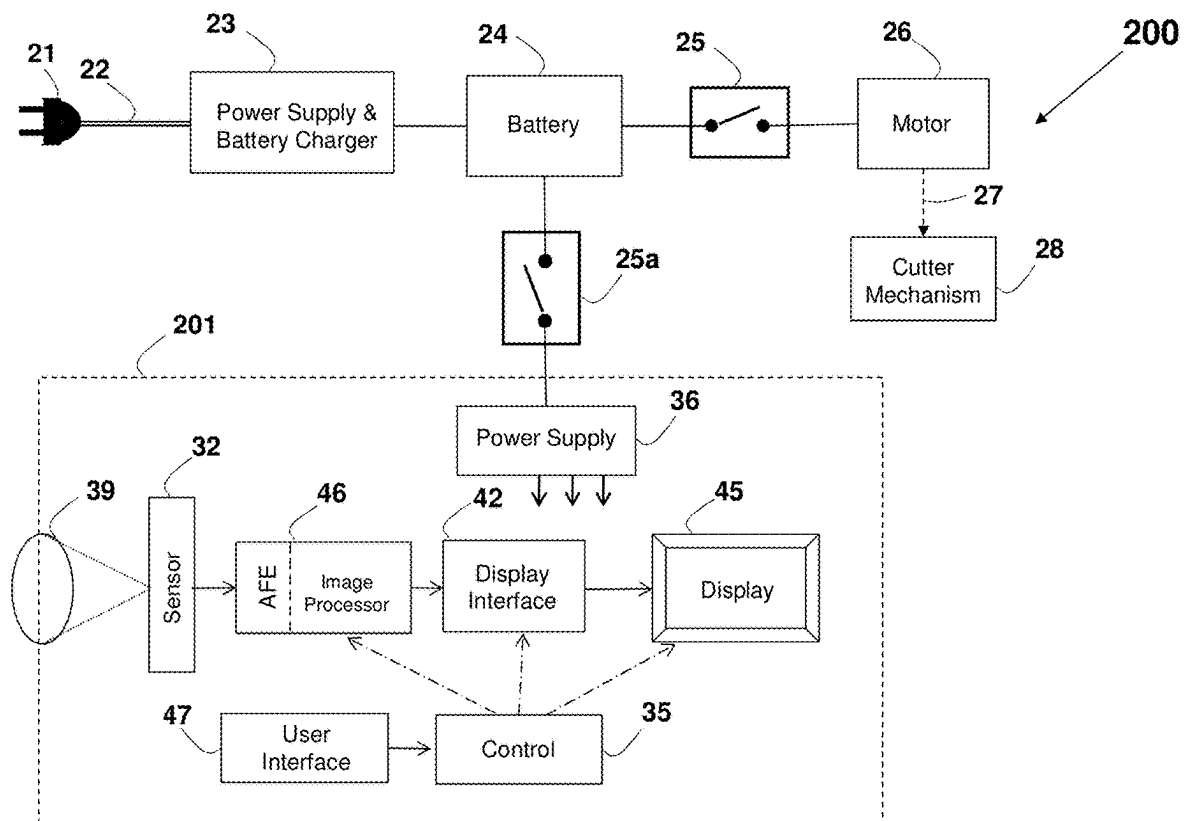 23
24
25
26
200
21
22
Power Supply &
Battery Charger
Battery
Motor
27
25a
28
Cutter
Mechanism
201
36
Power Supply
32
39
46
42
45
Sensor
AFE
Image
Processor
Display
Interface
Display
47
35
User
Interface
Control